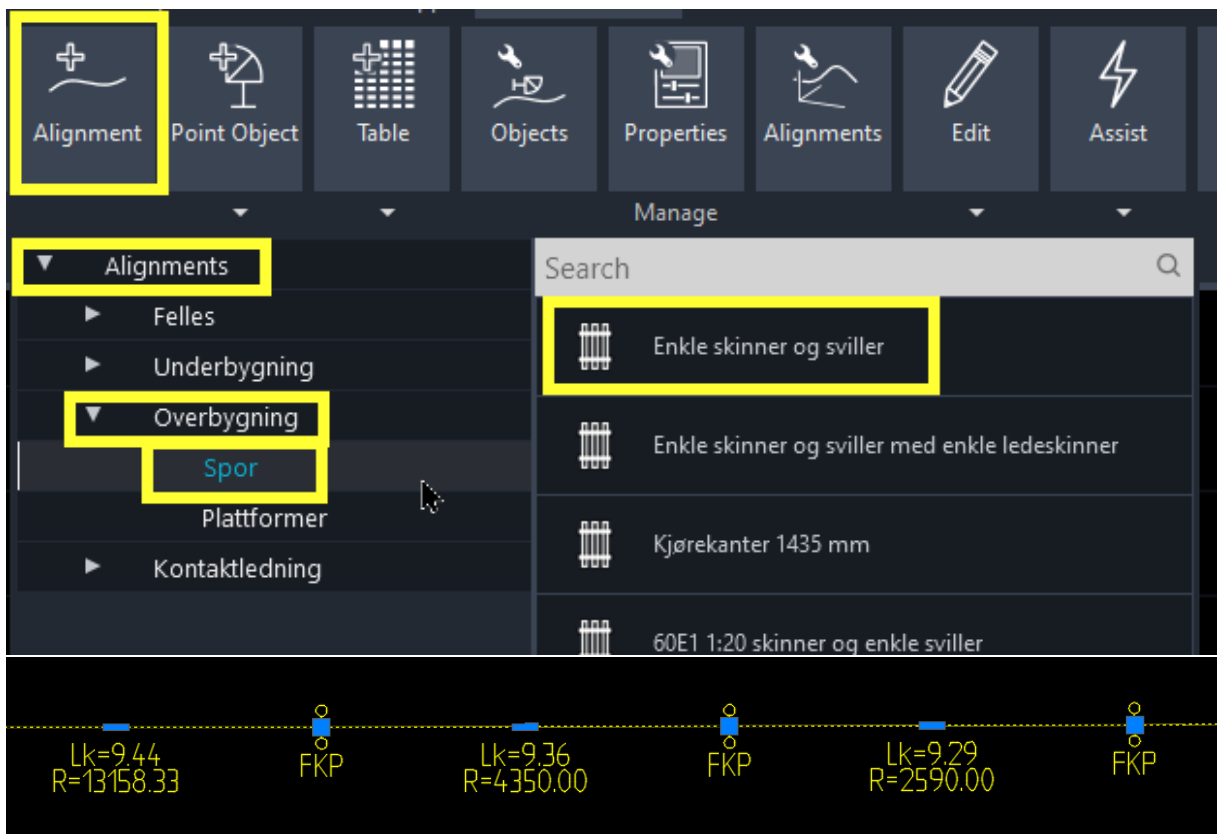 Alignment Point Object Table Objects Properties Alignments Edit Assist
Manage
Alignments
Felles
Underbygning
Overbygning
Spor
Plattformer
Kontaktledning
Search
Enkle skinner og sviller
Enkle skinner og sviller med enkle ledeskinner
Kjørekanter 1435 mm
60E1 1:20 skinner og enkle sviller
Lk=9.44
R=13158.33
FKP
Lk=9.36
R=4350.00
FKP
Lk=9.29
R=2590.00
FKP